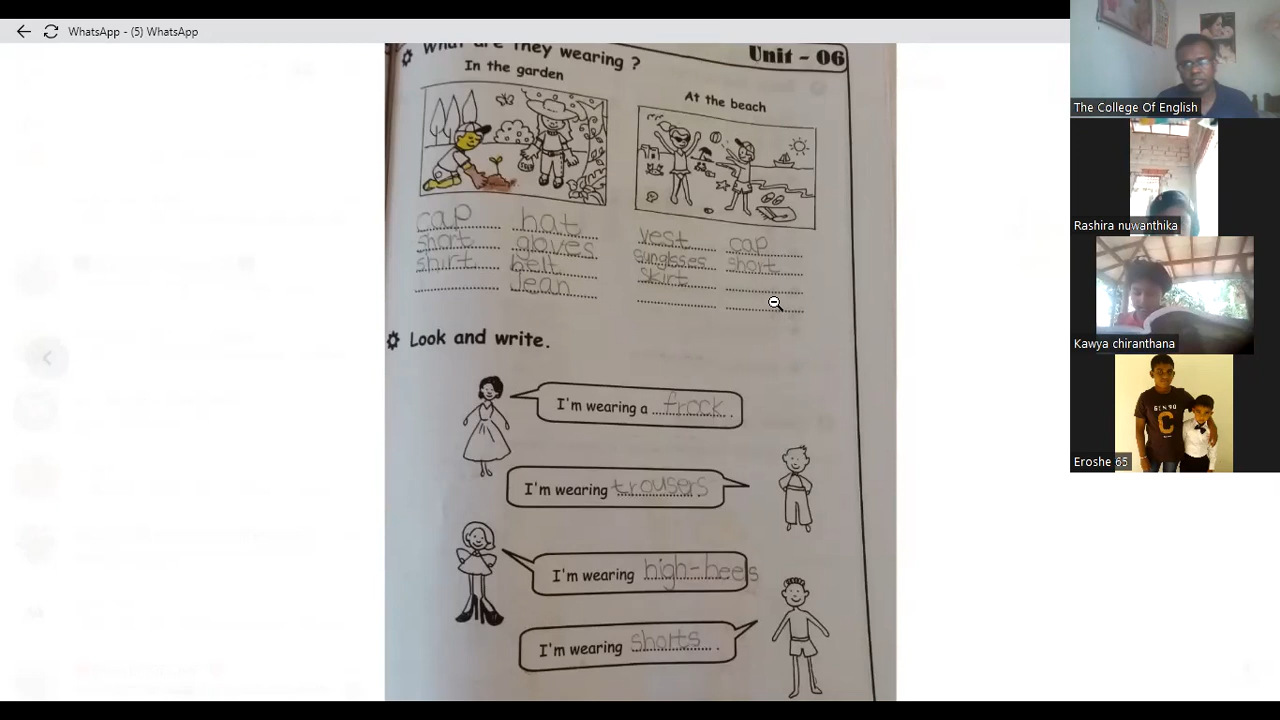 WhatsApp - (5) WhatsApp
What are they wearing ?
Unit - 06
In the garden
At the beach
cap hat
short gloves
shirt belt
Jean
vest cap
sunglsses short
skirt
Look and write.
I'm wearing a frock.
I'm wearing trousers.
I'm wearing high-heels
I'm wearing shorts.
The College Of English
Rashira nuwanthika
Kawya chiranthana
GENZO
C
Eroshe 65